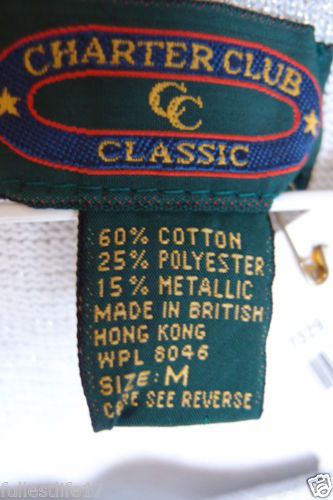 CHARTER CLUB
CC
CLASSIC
60% COTTON
25% POLYESTER
15% METALLIC
MADE IN BRITISH
HONG KONG
WPL 8046
SIZE: M
CARE SEE REVERSE
1329